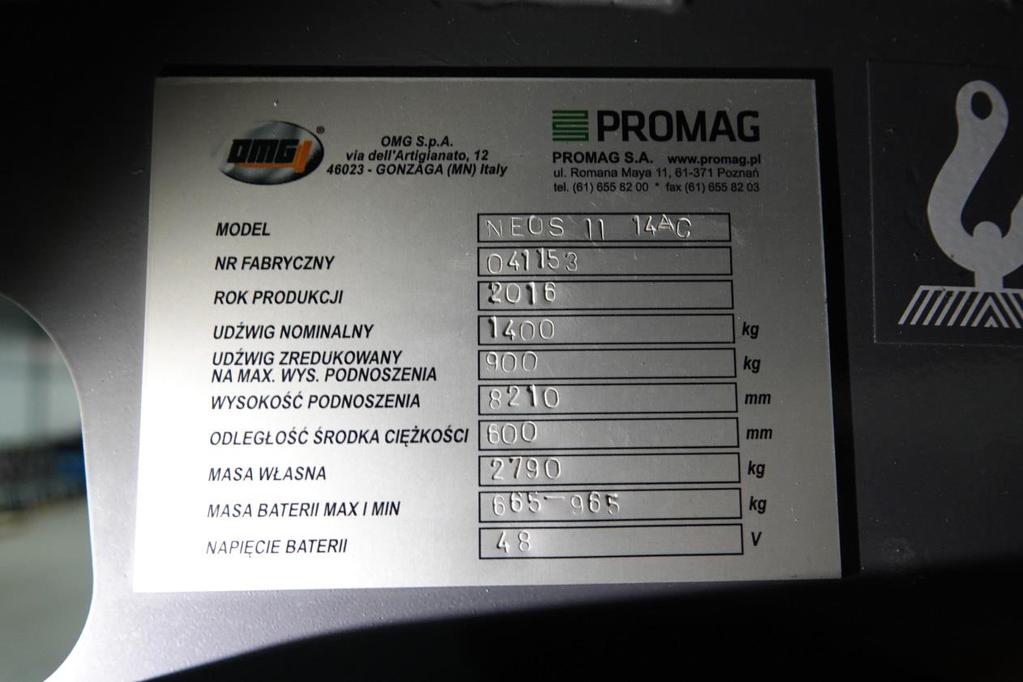 OMG ®
OMG S.p.A.
via dell'Artigianato, 12
46023 - GONZAGA (MN) Italy
PROMAG
PROMAG S.A. www.promag.pl
ul. Romana Maya 11, 61-371 Poznań
tel. (61) 655 82 00 * fax (61) 655 82 03
MODEL NEOS II 14AC
NR FABRYCZNY 041153
ROK PRODUKCJI 2016
UDŹWIG NOMINALNY 1400 kg
UDŹWIG ZREDUKOWANY
NA MAX. WYS. PODNOSZENIA 900 kg
WYSOKOŚĆ PODNOSZENIA 8210 mm
ODLEGŁOŚĆ ŚRODKA CIĘŻKOŚCI 600 mm
MASA WŁASNA 2790 kg
MASA BATERII MAX I MIN 665-965 kg
NAPIĘCIE BATERII 48 V